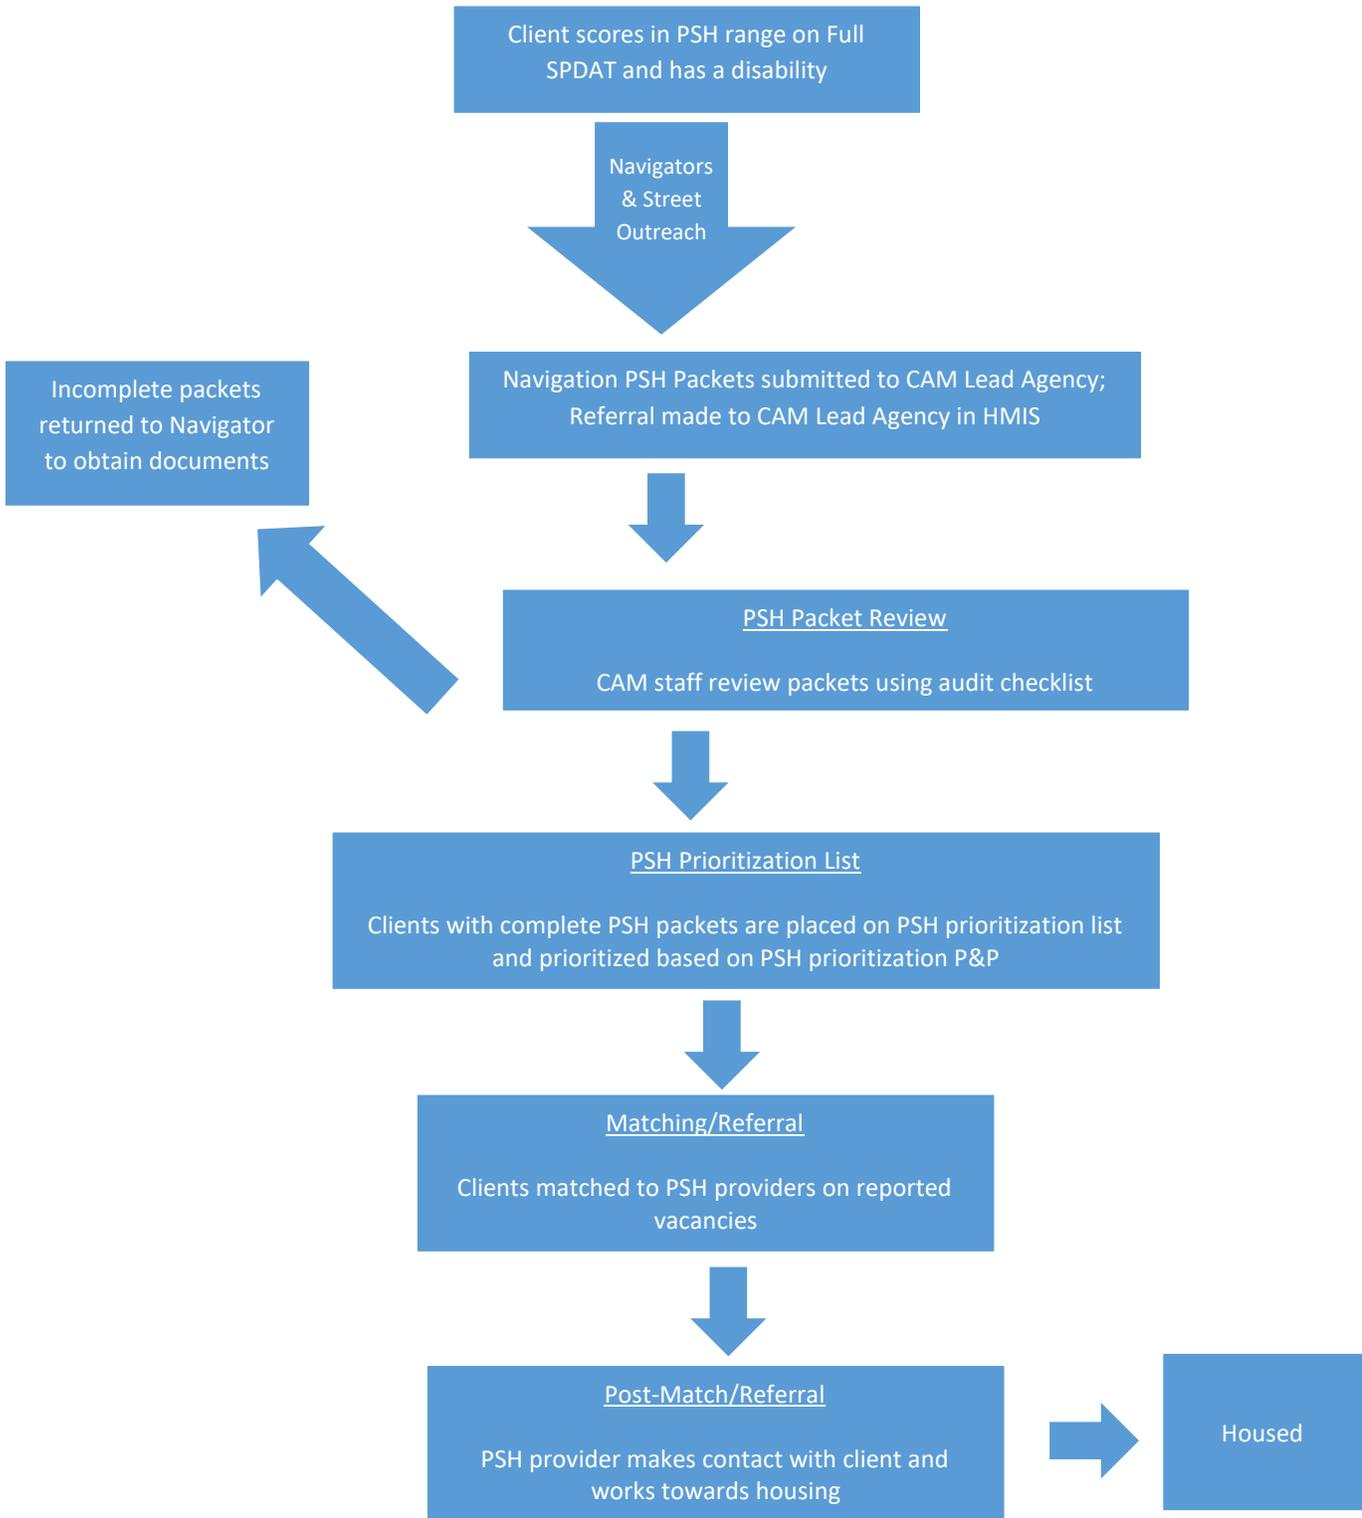 Client scores in PSH range on Full
SPDAT and has a disability
Navigators
& Street
Outreach
Navigation PSH Packets submitted to CAM Lead Agency;
Referral made to CAM Lead Agency in HMIS
Incomplete packets
returned to Navigator
to obtain documents
PSH Packet Review
CAM staff review packets using audit checklist
PSH Prioritization List
Clients with complete PSH packets are placed on PSH prioritization list
and prioritized based on PSH prioritization P&P
Matching/Referral
Clients matched to PSH providers on reported
vacancies
Post-Match/Referral
PSH provider makes contact with client and
works towards housing
Housed